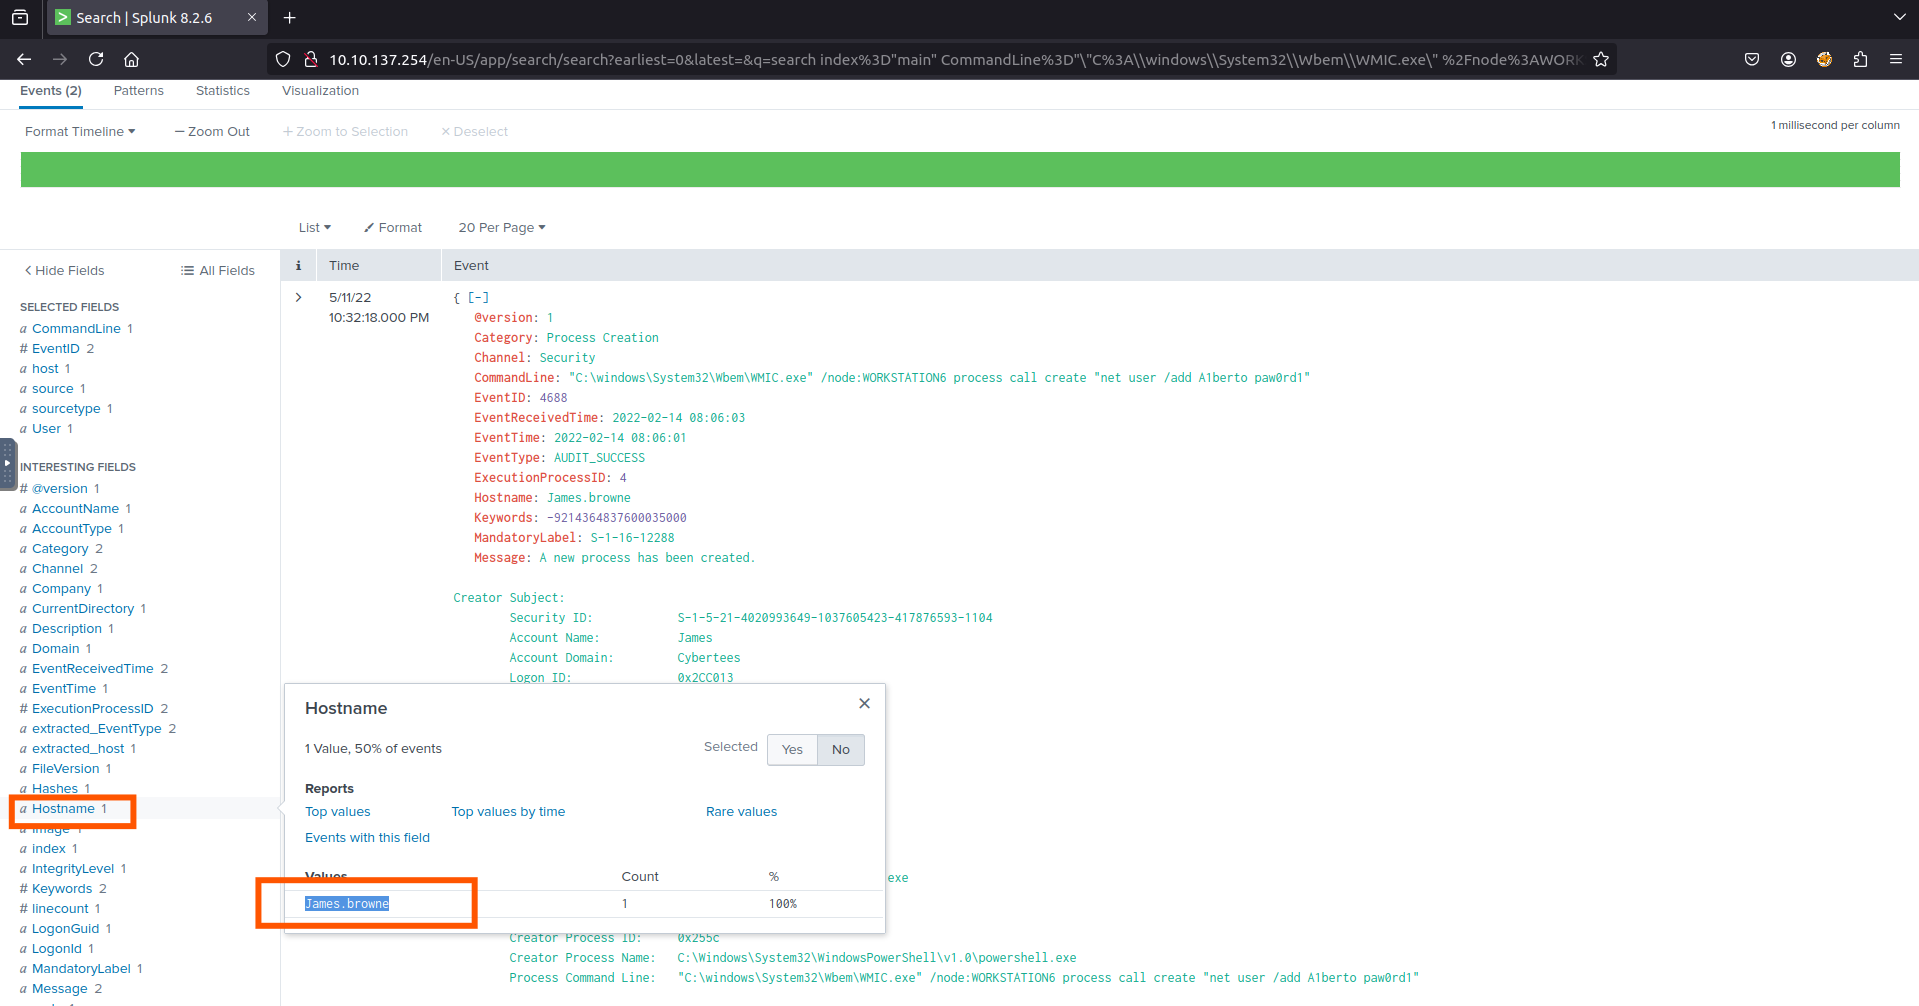 Search | Splunk 8.2.6
10.10.137.254/en-US/app/search/search?earliest=0&latest=&q=search index%3D"main" CommandLine%3D"\"C%3A\\windows\\System32\\Wbem\\WMIC.exe\" %2Fnode%3AWORK
Events (2) Patterns Statistics Visualization
Format Timeline — Zoom Out + Zoom to Selection × Deselect
1 millisecond per column
List Format 20 Per Page
Hide Fields All Fields
i Time Event
SELECTED FIELDS
a CommandLine 1
# EventID 2
a host 1
a source 1
a sourcetype 1
a User 1
INTERESTING FIELDS
# @version 1
a AccountName 1
a AccountType 1
a Category 2
a Channel 2
a Company 1
a CurrentDirectory 1
a Description 1
a Domain 1
a EventReceivedTime 2
a EventTime 1
# ExecutionProcessID 2
a extracted_EventType 2
a extracted_host 1
a FileVersion 1
a Hashes 1
a Hostname 1
a Image 1
a index 1
a IntegrityLevel 1
# Keywords 2
# linecount 1
a LogonGuid 1
a LogonId 1
a MandatoryLabel 1
a Message 2
5/11/22
10:32:18.000 PM
{ [-]
@version: 1
Category: Process Creation
Channel: Security
CommandLine: "C:\windows\System32\Wbem\WMIC.exe" /node:WORKSTATION6 process call create "net user /add A1berto paw0rd1"
EventID: 4688
EventReceivedTime: 2022-02-14 08:06:03
EventTime: 2022-02-14 08:06:01
EventType: AUDIT_SUCCESS
ExecutionProcessID: 4
Hostname: James.browne
Keywords: -9214364837600035000
MandatoryLabel: S-1-16-12288
Message: A new process has been created.
Creator Subject:
Security ID: S-1-5-21-4020993649-1037605423-417876593-1104
Account Name: James
Account Domain: Cybertees
Logon ID: 0x2CC013
Hostname
1 Value, 50% of events
Selected Yes No
Reports
Top values Top values by time Rare values
Events with this field
Values Count %
James.browne 1 100%
exe
Creator Process ID: 0x255c
Creator Process Name: C:\Windows\System32\WindowsPowerShell\v1.0\powershell.exe
Process Command Line: "C:\windows\System32\Wbem\WMIC.exe" /node:WORKSTATION6 process call create "net user /add A1berto paw0rd1"